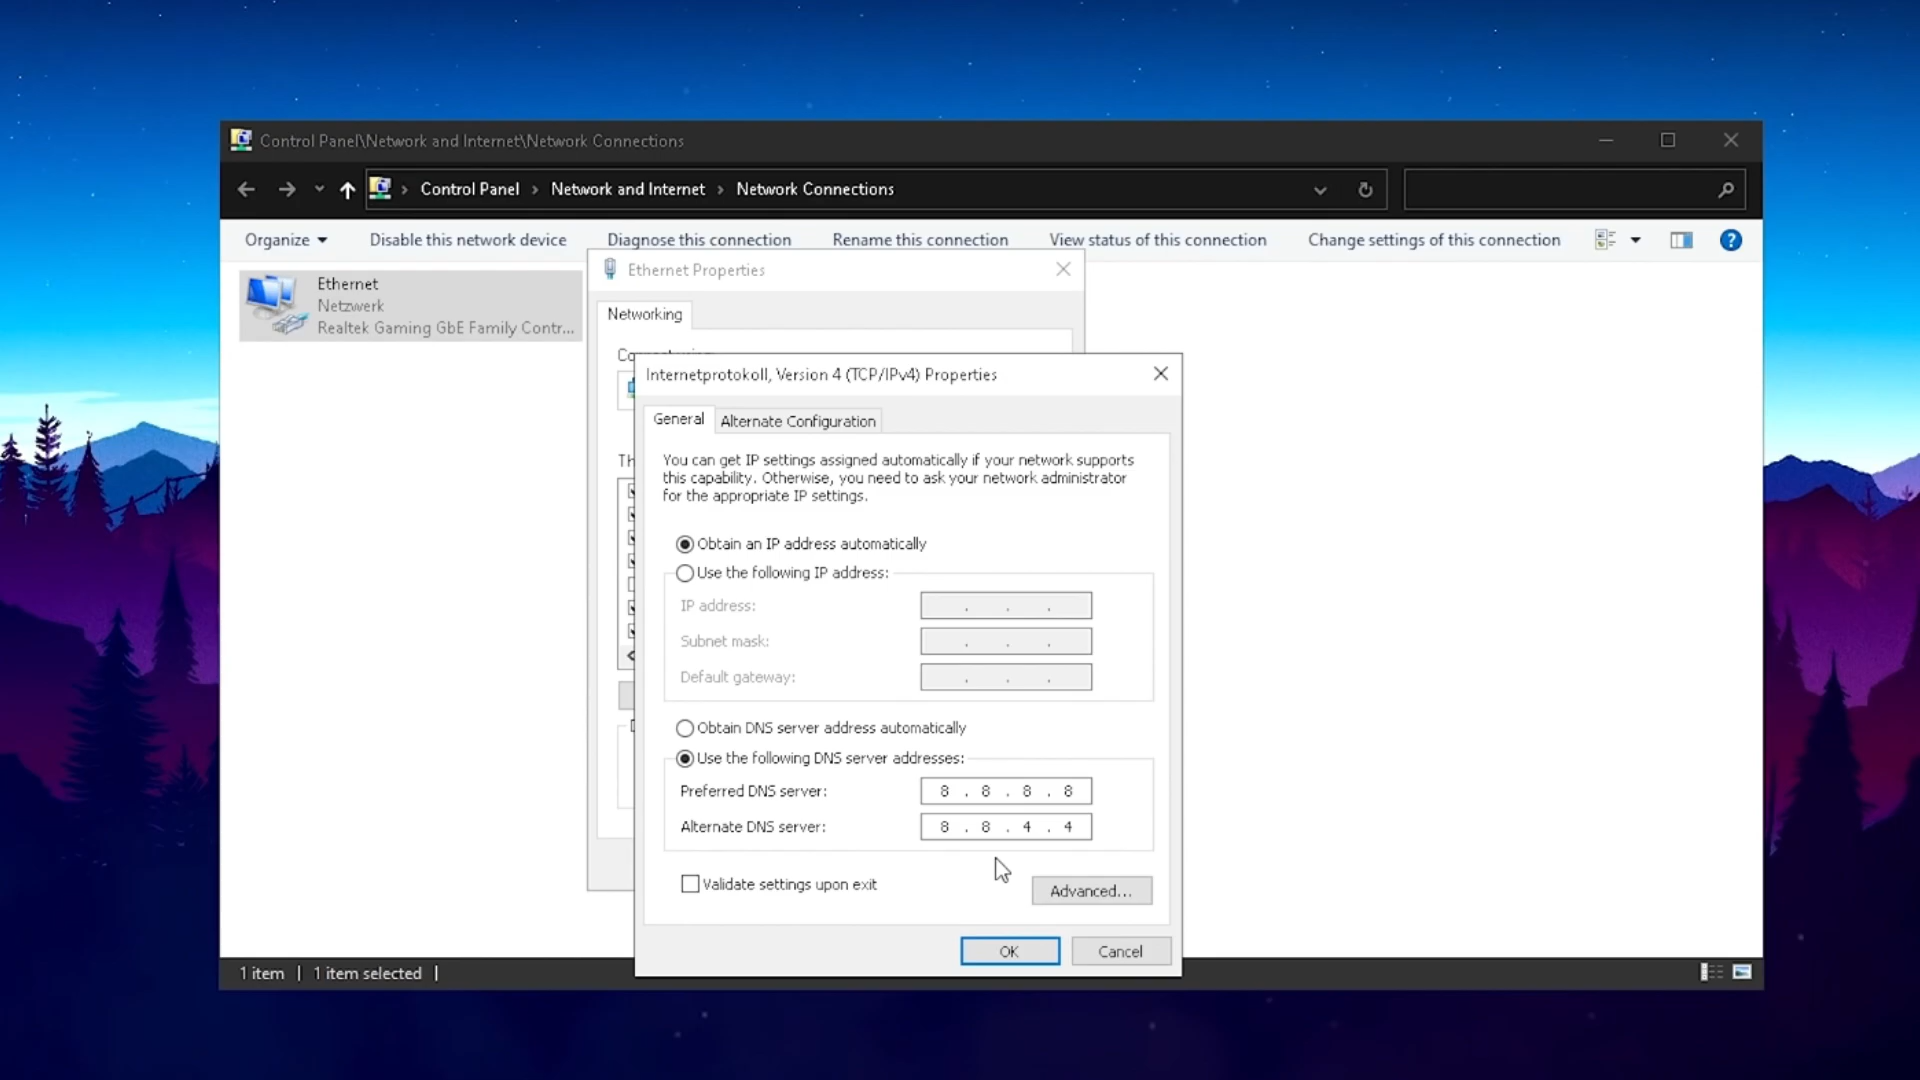 Control Panel\Network and Internet\Network Connections
Control Panel > Network and Internet > Network Connections
Organize Disable this network device Diagnose this connection Rename this connection View status of this connection Change settings of this connection
Ethernet
Netzwerk
Realtek Gaming GbE Family Contr...
Ethernet Properties
Networking
Internetprotokoll, Version 4 (TCP/IPv4) Properties
General Alternate Configuration
You can get IP settings assigned automatically if your network supports
this capability. Otherwise, you need to ask your network administrator
for the appropriate IP settings.
Obtain an IP address automatically
Use the following IP address:
IP address: . . .
Subnet mask: . . .
Default gateway: . . .
Obtain DNS server address automatically
Use the following DNS server addresses:
Preferred DNS server: 8 . 8 . 8 . 8
Alternate DNS server: 8 . 8 . 4 . 4
Validate settings upon exit
Advanced...
OK Cancel
1 item | 1 item selected |